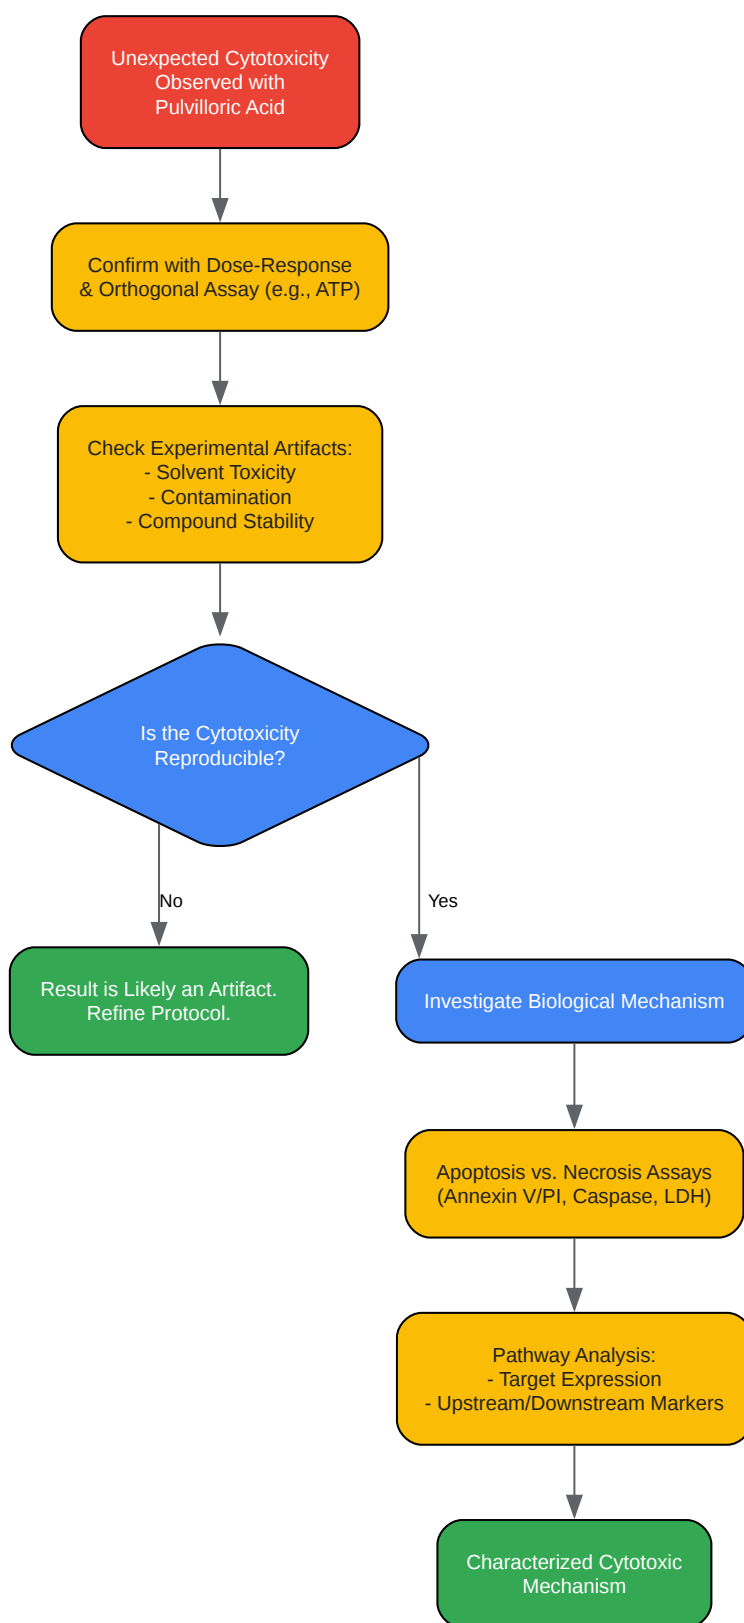 Unexpected Cytotoxicity
Observed with
Pulvilloric Acid
Confirm with Dose-Response
& Orthogonal Assay (e.g., ATP)
Check Experimental Artifacts:
- Solvent Toxicity
- Contamination
- Compound Stability
Is the Cytotoxicity
Reproducible?
No
Yes
Result is Likely an Artifact.
Refine Protocol.
Investigate Biological Mechanism
Apoptosis vs. Necrosis Assays
(Annexin V/PI, Caspase, LDH)
Pathway Analysis:
- Target Expression
- Upstream/Downstream Markers
Characterized Cytotoxic
Mechanism